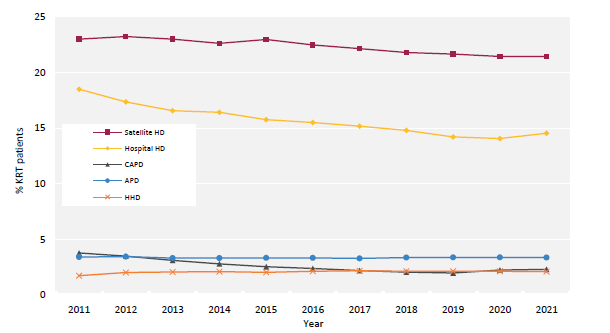 25
20
15
10
5
0
% KRT patients
Satellite HD
Hospital HD
CAPD
APD
HHD
2011 2012 2013 2014 2015 2016 2017 2018 2019 2020 2021
Year